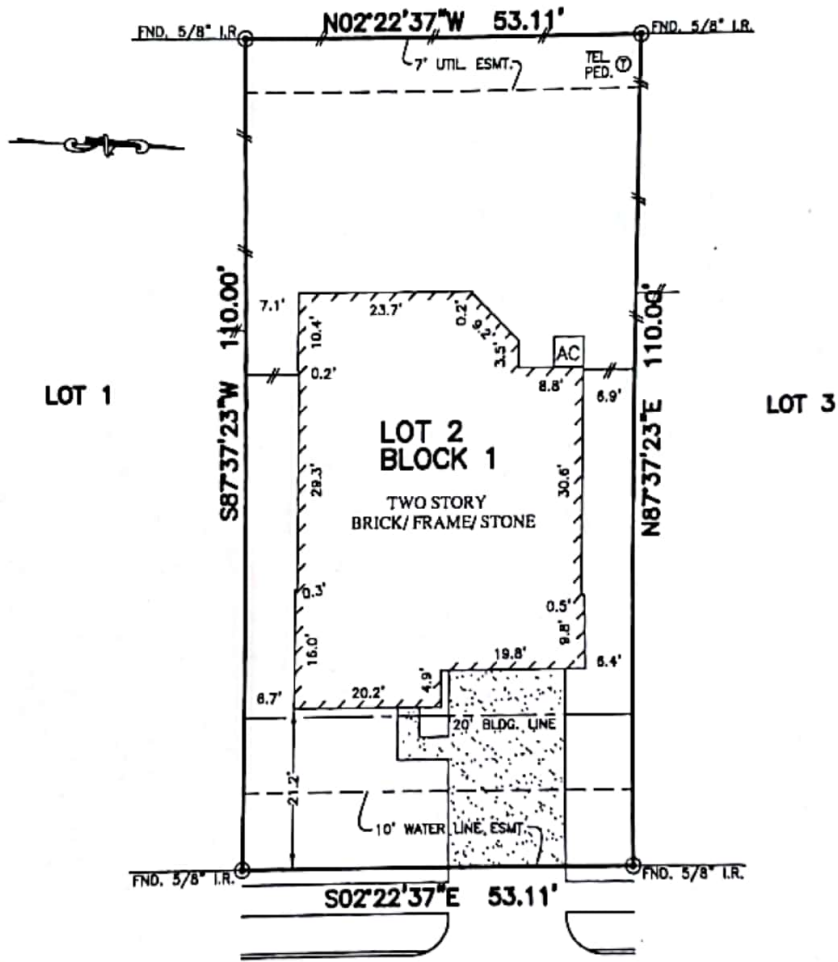 N02°22'37"W 53.11'
FND. 5/8" I.R.
FND. 5/8" I.R.
7' UTIL. ESMT.
TEL.
PED.
T
S87°37'23"W 110.00'
N87°37'23"E 110.00'
7.1'
23.7'
0.2'
9.2'
3.5'
10.4'
0.2'
AC
8.8'
6.9'
LOT 1
LOT 3
LOT 2
BLOCK 1
TWO STORY
BRICK/ FRAME/ STONE
29.3'
30.6'
0.3'
0.5'
9.8'
16.0'
19.8'
6.4'
4.9'
20.2'
6.7'
20' BLDG. LINE
21.2'
10' WATER LINE ESMT.
FND. 5/8" I.R.
FND. 5/8" I.R.
S02°22'37"E 53.11'